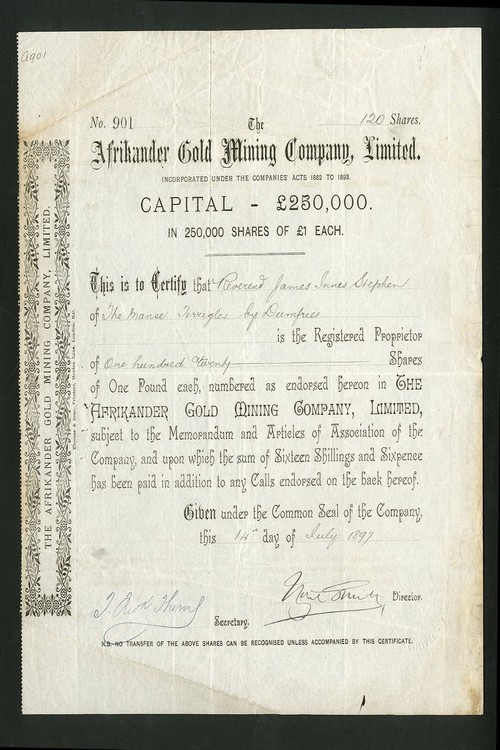 a901
No. 901
120 Shares.
The
Afrikander Gold Mining Company, Limited.
INCORPORATED UNDER THE COMPANIES' ACTS 1862 TO 1893.
CAPITAL - £250,000.
IN 250,000 SHARES OF £1 EACH.
This is to Certify that Reverend James Innes Stephen
of The Manse Terregles by Dumfries
is the Registered Proprietor
of One hundred twenty Shares
of One Pound each, numbered as endorsed hereon in THE
AFRIKANDER GOLD MINING COMPANY, LIMITED,
subject to the Memorandum and Articles of Association of the
Company, and upon which the sum of Sixteen Shillings and Sixpence
has been paid in addition to any Calls endorsed on the back hereof.
Given under the Common Seal of the Company,
this 14th day of July 1897
Director.
Secretary.
N.B.-NO TRANSFER OF THE ABOVE SHARES CAN BE RECOGNISED UNLESS ACCOMPANIED BY THIS CERTIFICATE.
THE AFRIKANDER GOLD MINING COMPANY, LIMITED.